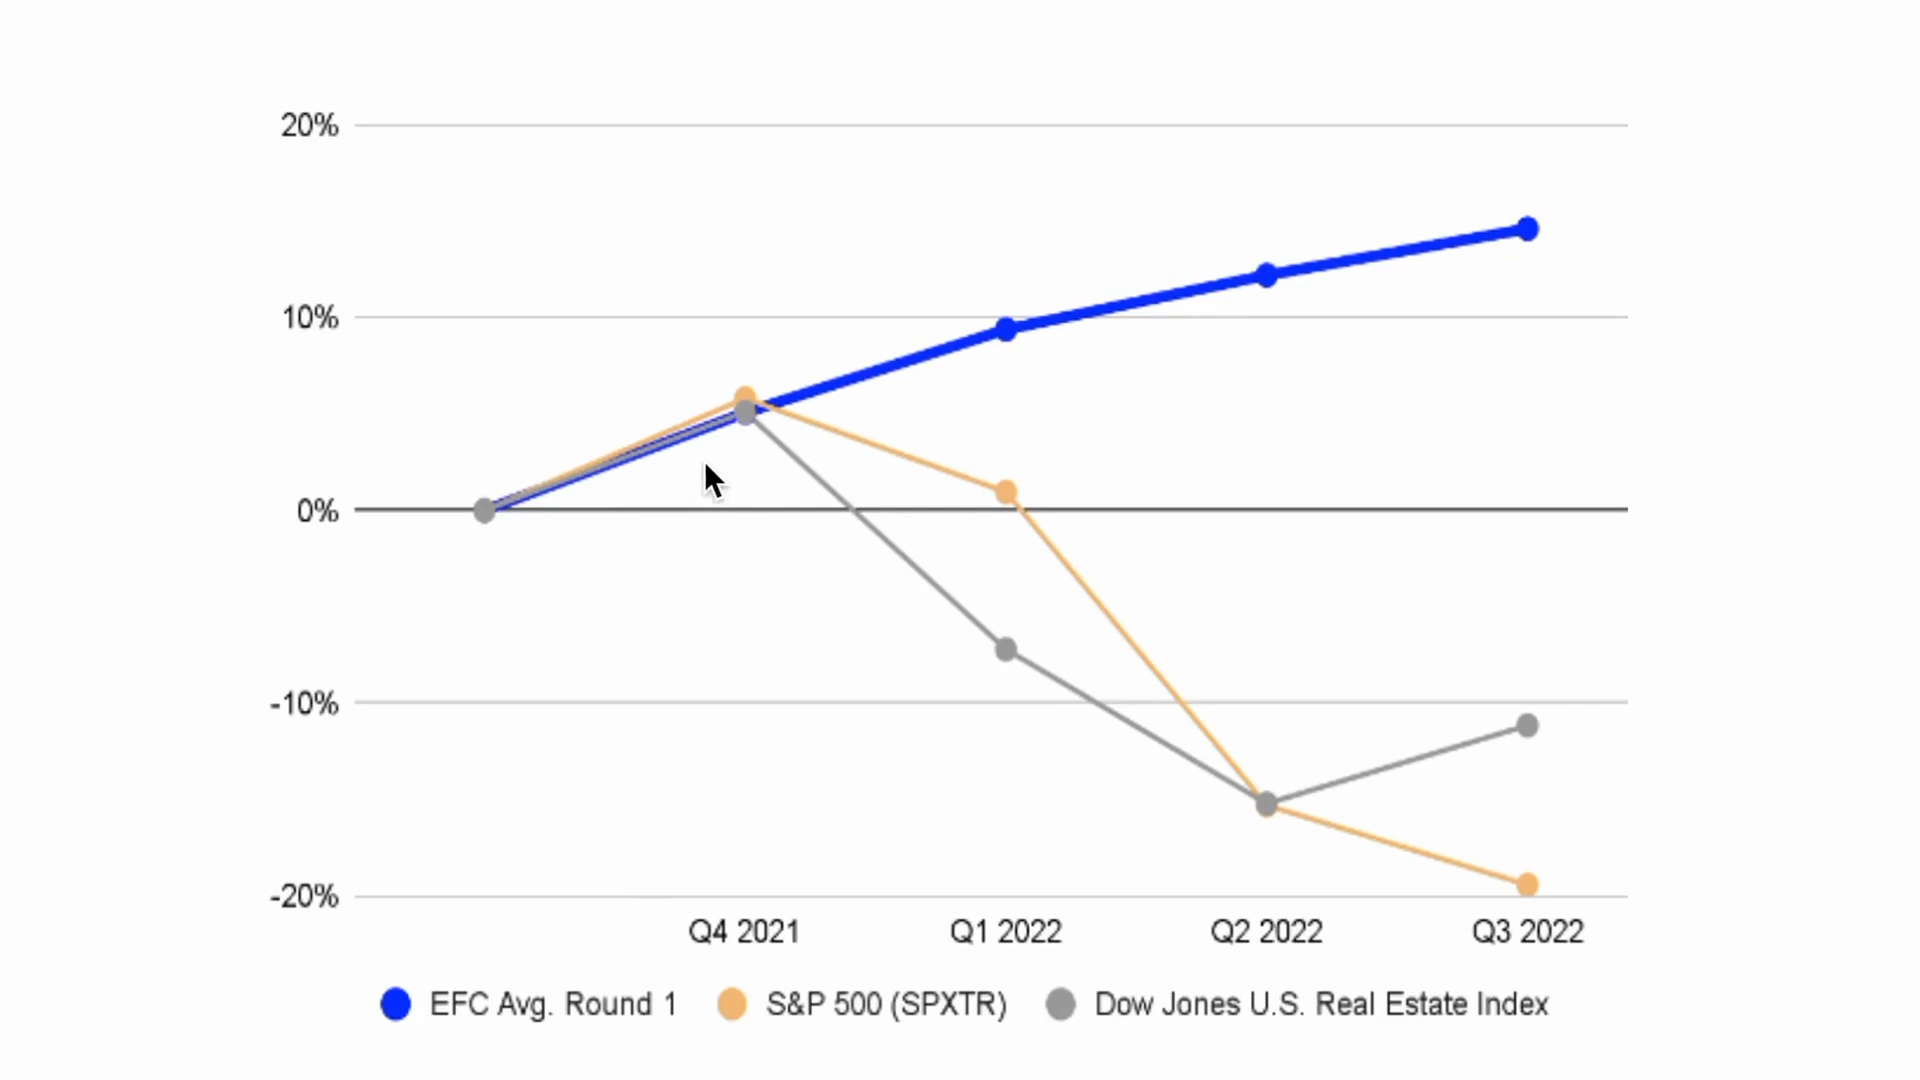 20%
10%
0%
-10%
-20%
Q4 2021 Q1 2022 Q2 2022 Q3 2022
EFC Avg. Round 1 S&P 500 (SPXTR) Dow Jones U.S. Real Estate Index